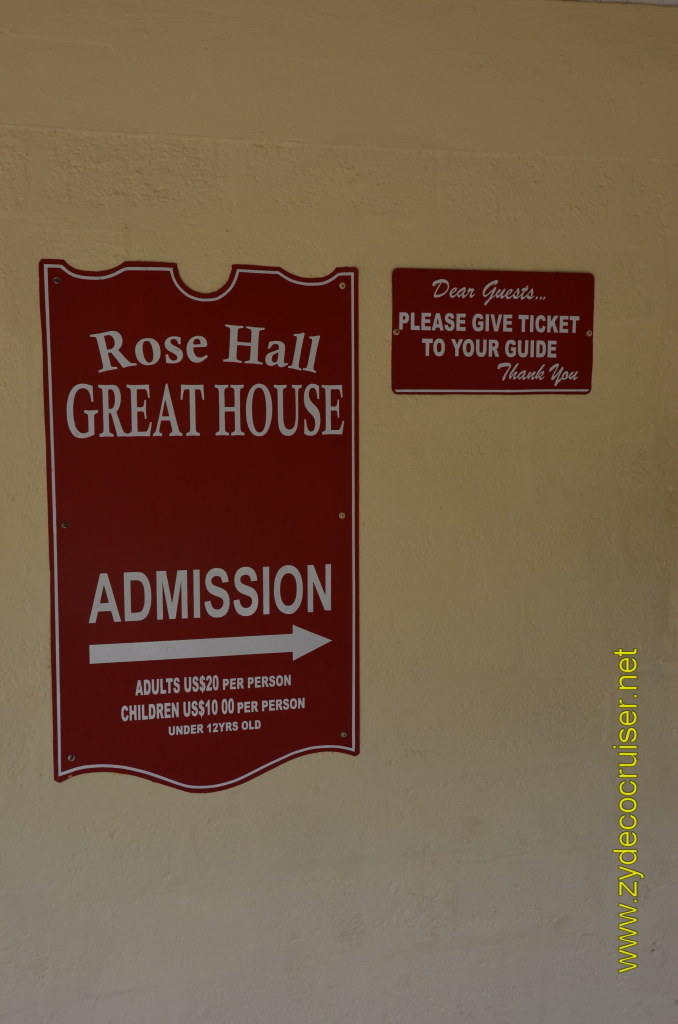 Rose Hall
GREAT HOUSE
ADMISSION
ADULTS US$20 PER PERSON
CHILDREN US$10 00 PER PERSON
UNDER 12YRS OLD
Dear Guests...
PLEASE GIVE TICKET
TO YOUR GUIDE
Thank You
www.zydecocruiser.net